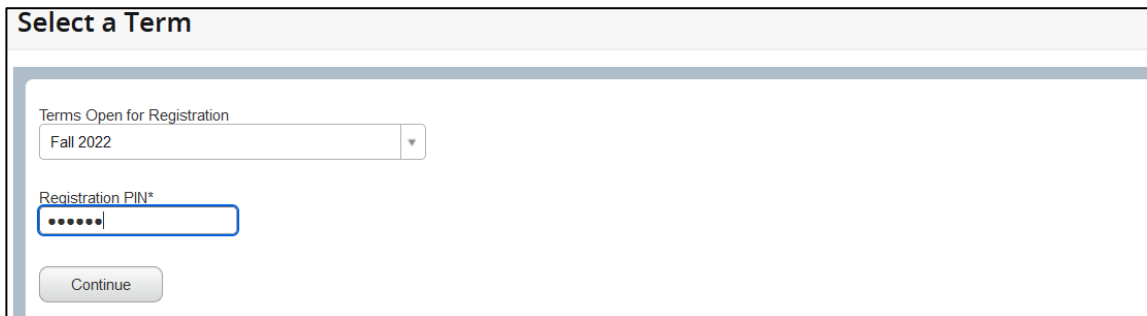 Select a Term
Terms Open for Registration
Fall 2022
Registration PIN*
••••••
Continue